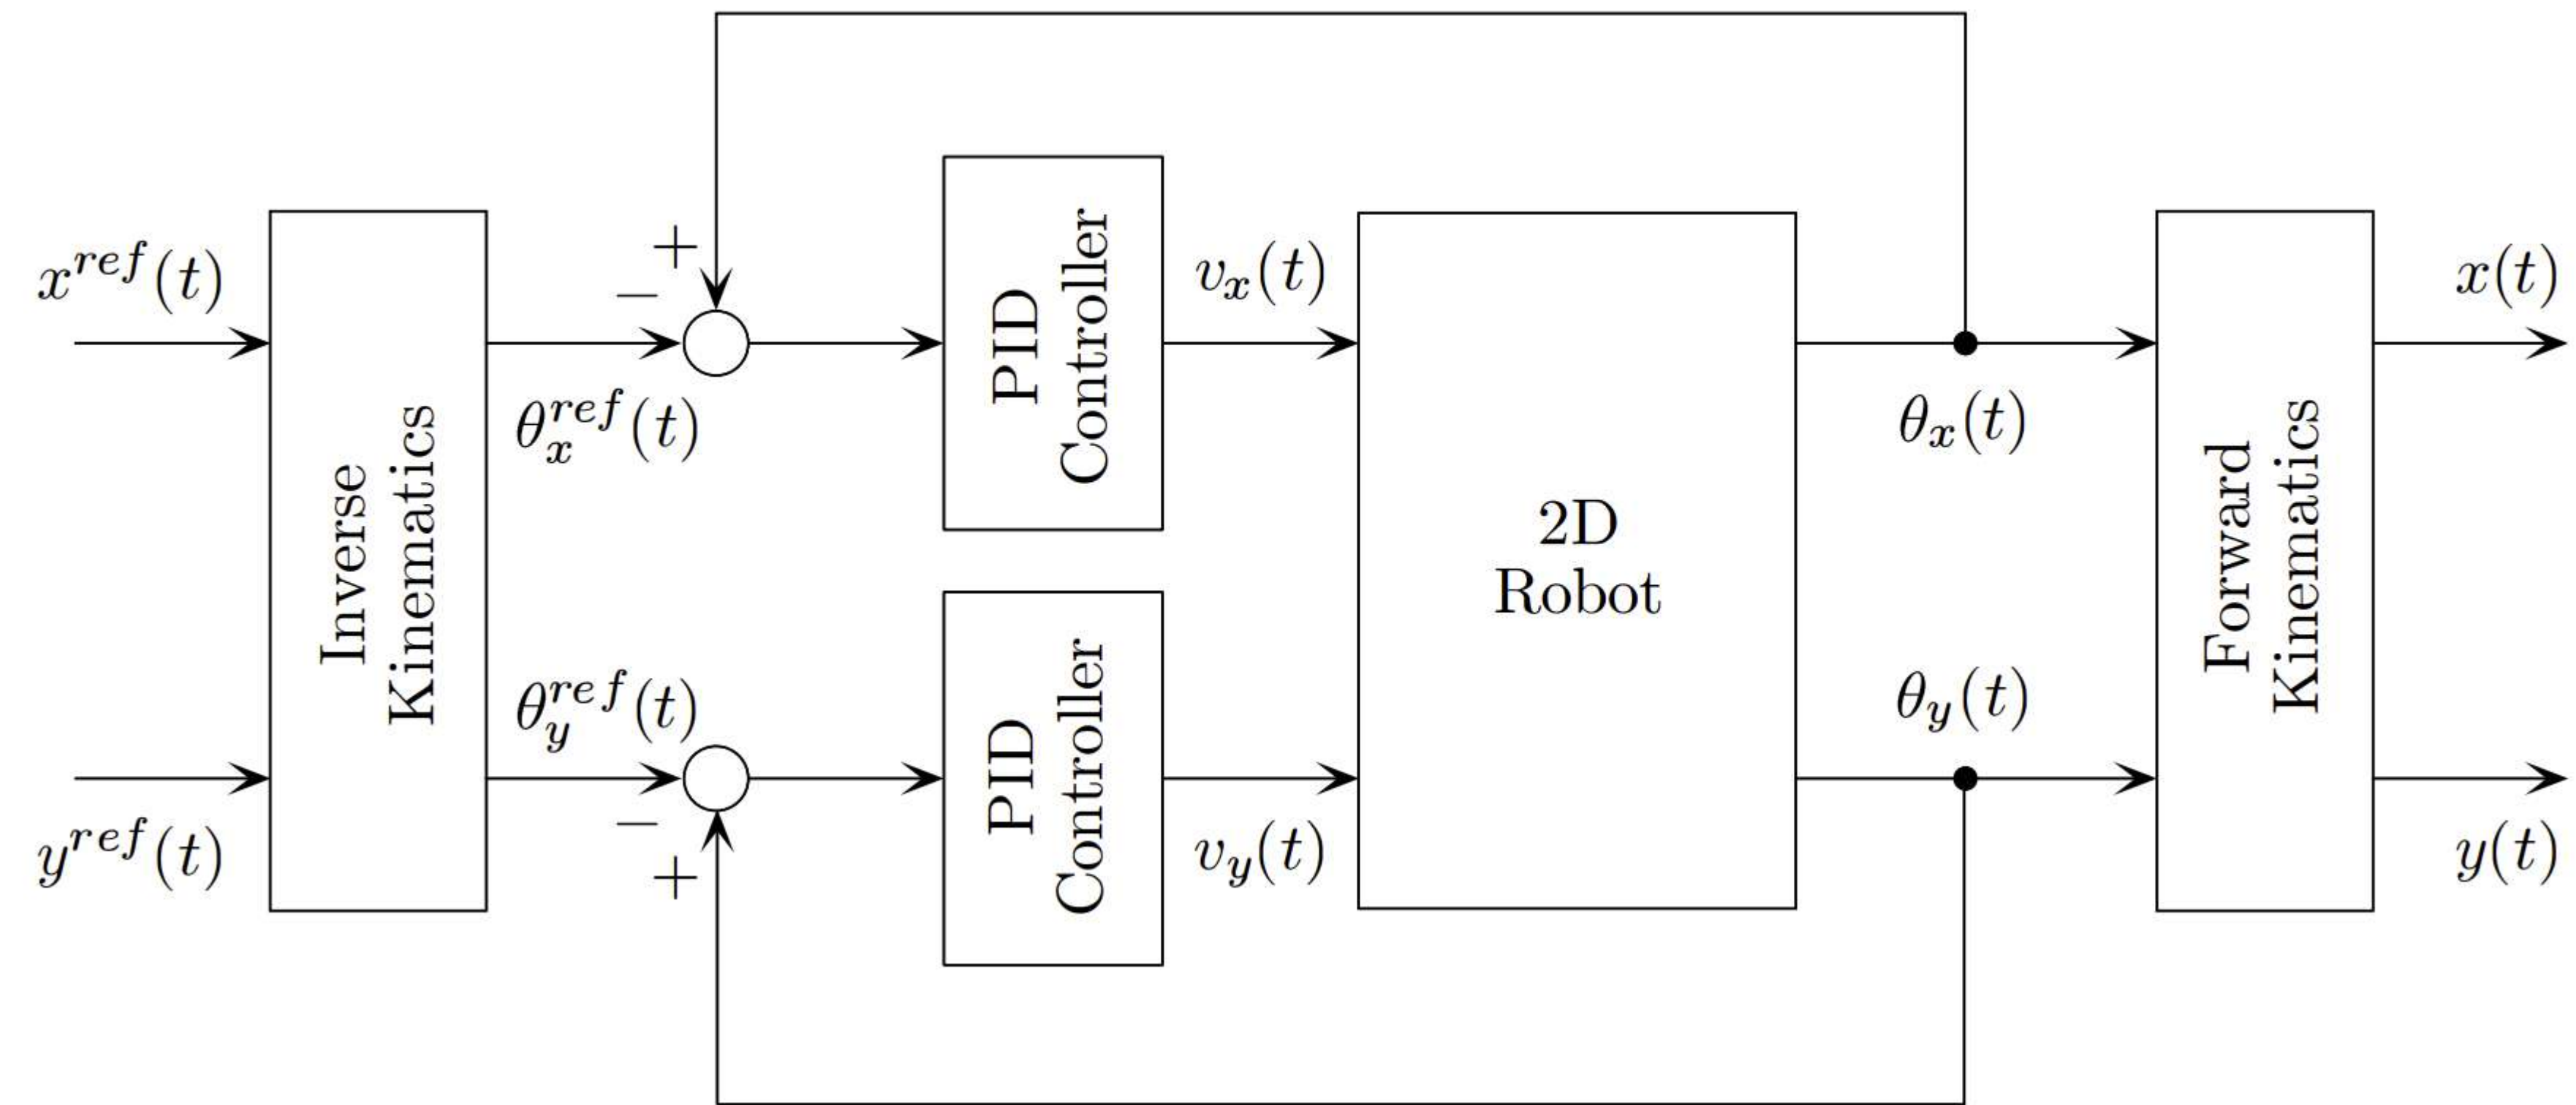 x^{ref}(t)
y^{ref}(t)
Inverse
Kinematics
θ_x^{ref}(t)
θ_y^{ref}(t)
+
−
−
+
PID
Controller
PID
Controller
v_x(t)
v_y(t)
2D
Robot
θ_x(t)
θ_y(t)
Forward
Kinematics
x(t)
y(t)